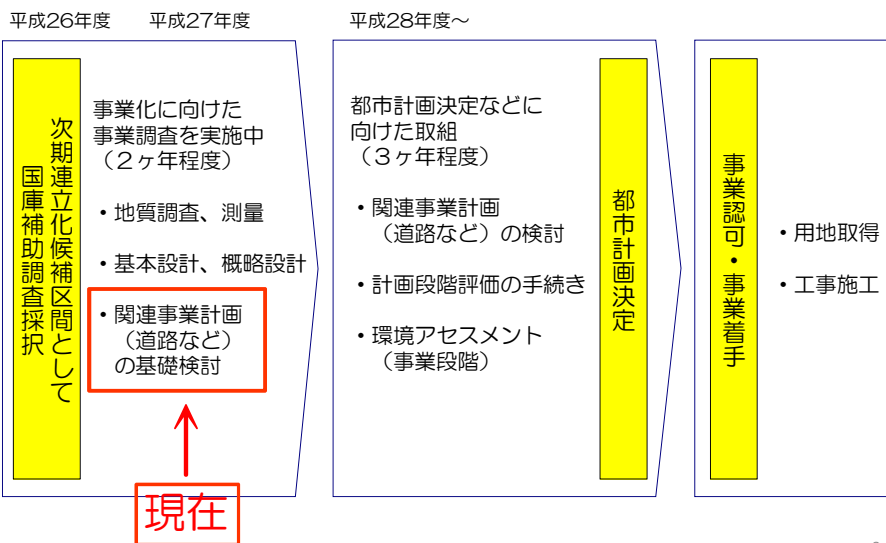 平成26年度 平成27年度
次期連立化候補区間として
国庫補助調査採択
事業化に向けた
事業調査を実施中
(2ヶ年程度)
・地質調査、測量
・基本設計、概略設計
・関連事業計画
(道路など)
の基礎検討
現在
平成28年度～
都市計画決定などに
向けた取組
(3ヶ年程度)
・関連事業計画
(道路など)の検討
・計画段階評価の手続き
・環境アセスメント
(事業段階)
都市計画決定
事業認可・事業着手
・用地取得
・工事施工